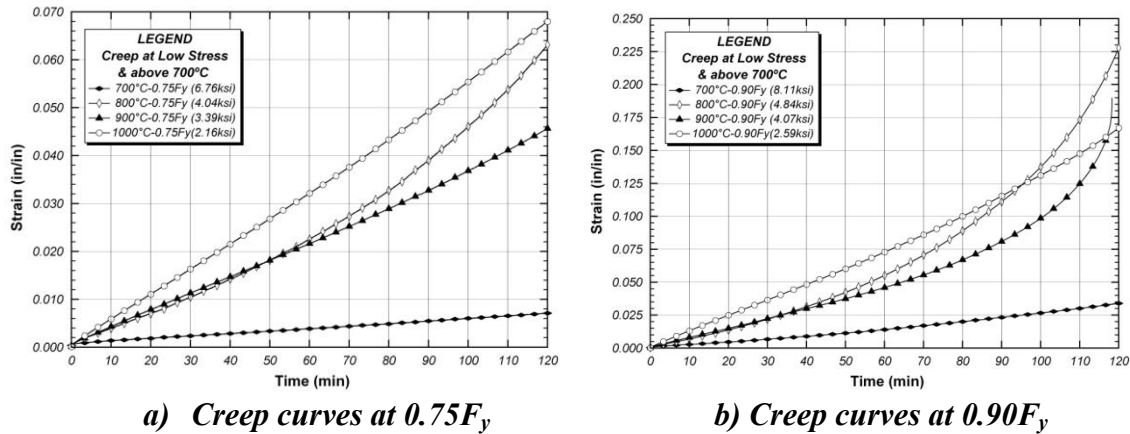 0.070
0.060
0.050
0.040
0.030
0.020
0.010
0.000
Strain (in/in)
LEGEND
Creep at Low Stress
& above 700ºC
700°C-0.75Fy (6.76ksi)
800°C-0.75Fy (4.04ksi)
900°C-0.75Fy (3.39ksi)
1000°C-0.75Fy(2.16ksi)
0 10 20 30 40 50 60 70 80 90 100 110 120
Time (min)
a) Creep curves at 0.75Fy
0.250
0.225
0.200
0.175
0.150
0.125
0.100
0.075
0.050
0.025
0.000
Strain (in/in)
LEGEND
Creep at Low Stress
& above 700ºC
700°C-0.90Fy (8.11ksi)
800°C-0.90Fy (4.84ksi)
900°C-0.90Fy (4.07ksi)
1000°C-0.90Fy(2.59ksi)
0 10 20 30 40 50 60 70 80 90 100 110 120
Time (min)
b) Creep curves at 0.90Fy